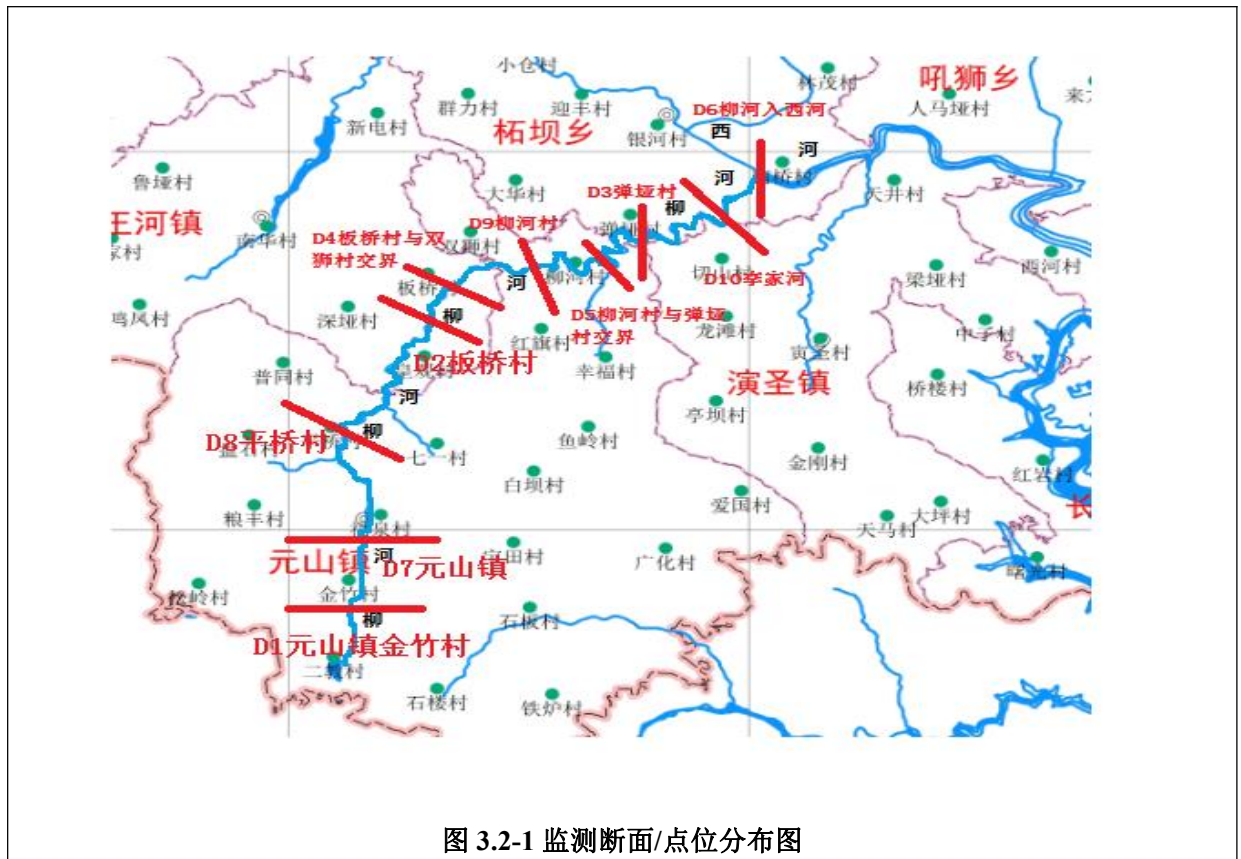 小仓村
林茂村
吼狮乡
群力村
迎丰村
D6柳河入西河
人马垭村
新电村
柘坝乡
银河村
西
河
鲁垭村
大华村
D3弹垭村
河
天井村
王河镇
D9柳河村
柳
南华村
D4板桥村与双
狮村交界
双狮村
切山村
西河村
柳河村
D10李家河
梁垭村
板桥村
河
鸣凤村
深垭村
柳
D5柳河村与弹垭
村交界
龙滩村
中子村
红旗村
寅圣村
D2板桥村
普同村
幸福村
演圣镇
桥楼村
河
亭坝村
D8平桥村
柳
鱼岭村
七一村
金刚村
红岩村
白坝村
粮丰村
爱国村
大坪村
天马村
长
元山镇
河
D7元山镇
宝田村
广化村
曙光村
金竹村
柳
石板村
D1元山镇金竹村
石楼村
铁炉村
图 3.2-1 监测断面/点位分布图